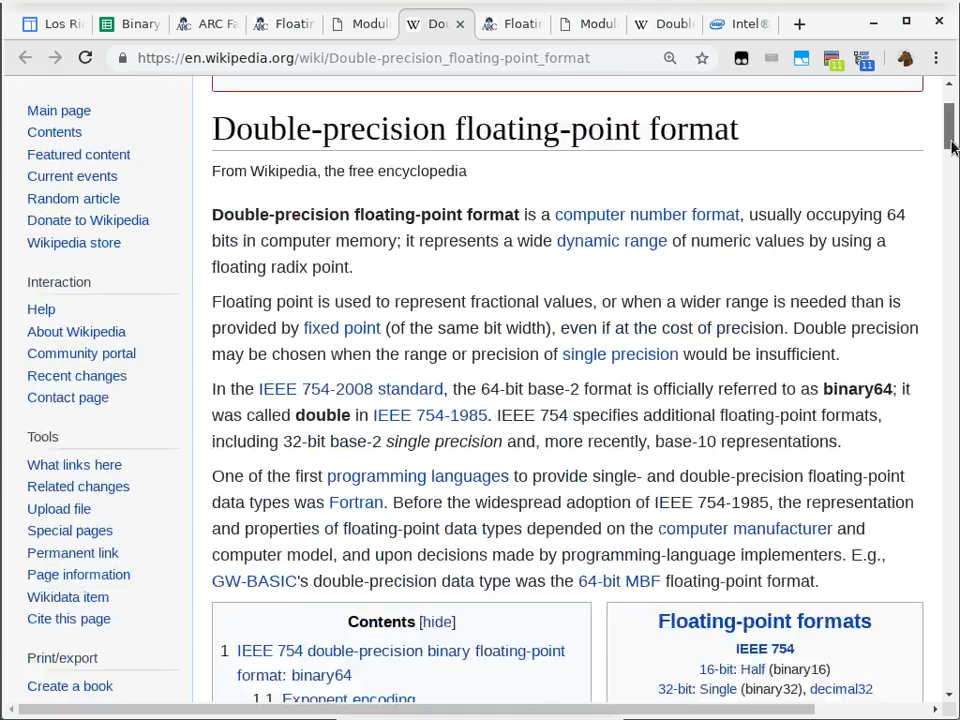 Los Ri
Binary
ARC Fa
Floatin
Modul
Dou
Floatin
Modul
Doubl
Intel®
https://en.wikipedia.org/wiki/Double-precision_floating-point_format
11
11
Main page
Contents
Featured content
Current events
Random article
Donate to Wikipedia
Wikipedia store
Interaction
Help
About Wikipedia
Community portal
Recent changes
Contact page
Tools
What links here
Related changes
Upload file
Special pages
Permanent link
Page information
Wikidata item
Cite this page
Print/export
Create a book
Double-precision floating-point format
From Wikipedia, the free encyclopedia
Double-precision floating-point format is a computer number format, usually occupying 64
bits in computer memory; it represents a wide dynamic range of numeric values by using a
floating radix point.
Floating point is used to represent fractional values, or when a wider range is needed than is
provided by fixed point (of the same bit width), even if at the cost of precision. Double precision
may be chosen when the range or precision of single precision would be insufficient.
In the IEEE 754-2008 standard, the 64-bit base-2 format is officially referred to as binary64; it
was called double in IEEE 754-1985. IEEE 754 specifies additional floating-point formats,
including 32-bit base-2 single precision and, more recently, base-10 representations.
One of the first programming languages to provide single- and double-precision floating-point
data types was Fortran. Before the widespread adoption of IEEE 754-1985, the representation
and properties of floating-point data types depended on the computer manufacturer and
computer model, and upon decisions made by programming-language implementers. E.g.,
GW-BASIC's double-precision data type was the 64-bit MBF floating-point format.
Contents [hide]
1 IEEE 754 double-precision binary floating-point
format: binary64
1.1 Exponent encoding
Floating-point formats
IEEE 754
16-bit: Half (binary16)
32-bit: Single (binary32), decimal32